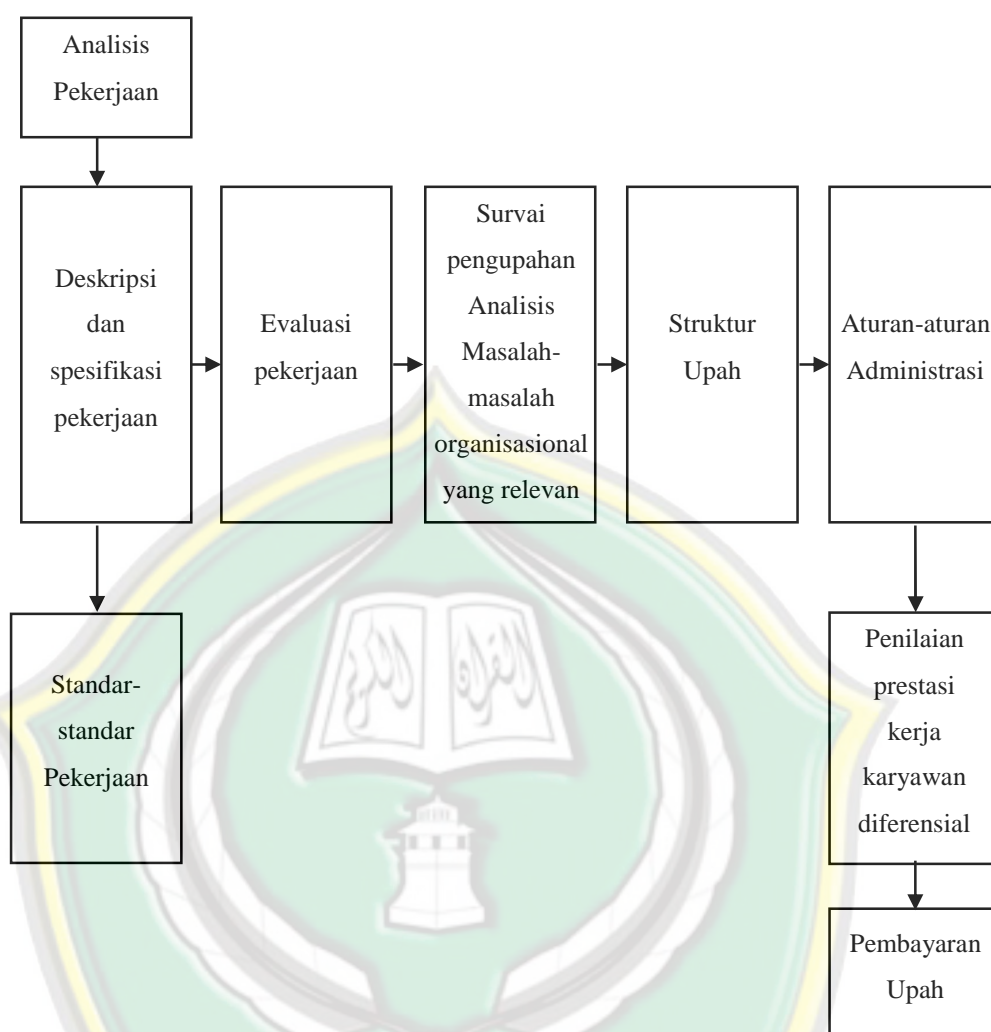 Analisis
Pekerjaan
Deskripsi
dan
spesifikasi
pekerjaan
Evaluasi
pekerjaan
Survai
pengupahan
Analisis
Masalah-
masalah
organisasional
yang relevan
Struktur
Upah
Aturan-aturan
Administrasi
Standar-
standar
Pekerjaan
Penilaian
prestasi
kerja
karyawan
diferensial
Pembayaran
Upah